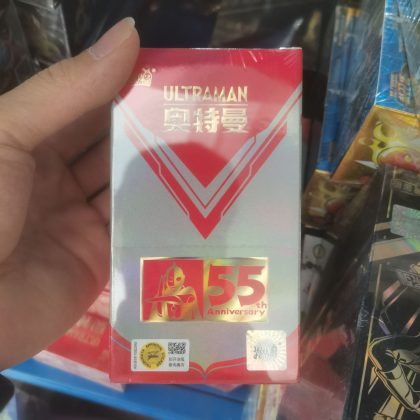 ULTRAMAN
奥特曼
55th
Anniversary